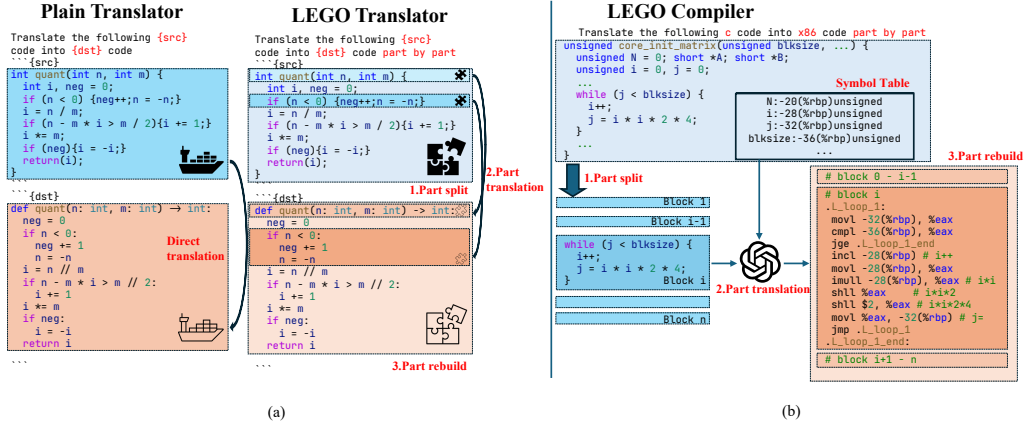 Plain Translator
Translate the following {src}
code into {dst} code
```{src}
int quant(int n, int m) {
int i, neg = 0;
if (n < 0) {neg++;n = -n;}
i = n / m;
if (n - m * i > m / 2){i += 1;}
i *= m;
if (neg){i = -i;}
return(i);
}
```
```{dst}
def quant(n: int, m: int) → int:
neg = 0
if n < 0:
neg += 1
n = -n
i = n // m
if n - m * i > m // 2:
i += 1
i *= m
if neg:
i = -i
return i
```
Direct
translation
LEGO Translator
Translate the following {src}
code into {dst} code part by part
```{src}
int quant(int n, int m) {
int i, neg = 0;
if (n < 0) {neg++;n = -n;}
i = n / m;
if (n - m * i > m / 2){i += 1;}
i *= m;
if (neg){i = -i;}
return(i);
}
```
1.Part split
2.Part
translation
```{dst}
def quant(n: int, m: int) -> int:
neg = 0
if n < 0:
neg += 1
n = -n
i = n // m
if n - m * i > m // 2:
i += 1
i *= m
if neg:
i = -i
return i
```
3.Part rebuild
(a)
LEGO Compiler
Translate the following c code into x86 code part by part
unsigned core_init_matrix(unsigned blksize, ...) {
unsigned N = 0; short *A; short *B;
unsigned i = 0, j = 0;
...
while (j < blksize) {
i++;
j = i * i * 2 * 4;
}
...
}
Symbol Table
N:-20(%rbp)unsigned
i:-28(%rbp)unsigned
j:-32(%rbp)unsigned
blksize:-36(%rbp)unsigned
...
1.Part split
Block 1
Block i-1
while (j < blksize) {
i++;
j = i * i * 2 * 4;
} Block i
Block n
2.Part translation
3.Part rebuild
# block 0 - i-1
# block i
.L_loop_1:
movl -32(%rbp), %eax
cmpl -36(%rbp), %eax
jge .L_loop_1_end
incl -28(%rbp) # i++
movl -28(%rbp), %eax
imull -28(%rbp), %eax # i*i
shll %eax # i*i*2
shll $2, %eax # i*i*2*4
movl %eax, -32(%rbp) # j=
jmp .L_loop_1
.L_loop_1_end:
# block i+1 - n
(b)